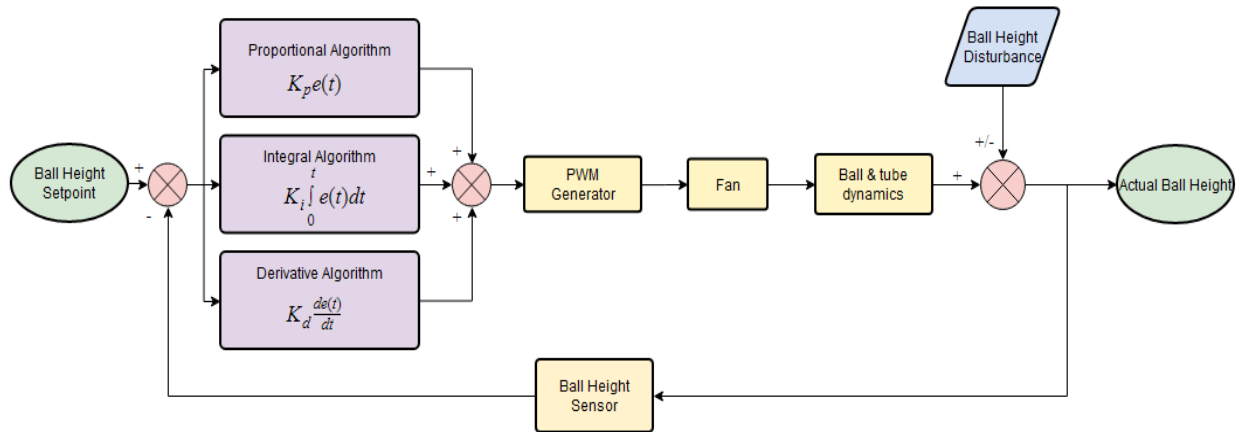 Ball Height
Setpoint
+
-
Proportional Algorithm
K_p e(t)
Integral Algorithm
K_i ∫_0^t e(t)dt
Derivative Algorithm
K_d de(t)/dt
+
+
+
PWM
Generator
Fan
Ball & tube
dynamics
+
Ball Height
Disturbance
+/-
Actual Ball Height
Ball Height
Sensor